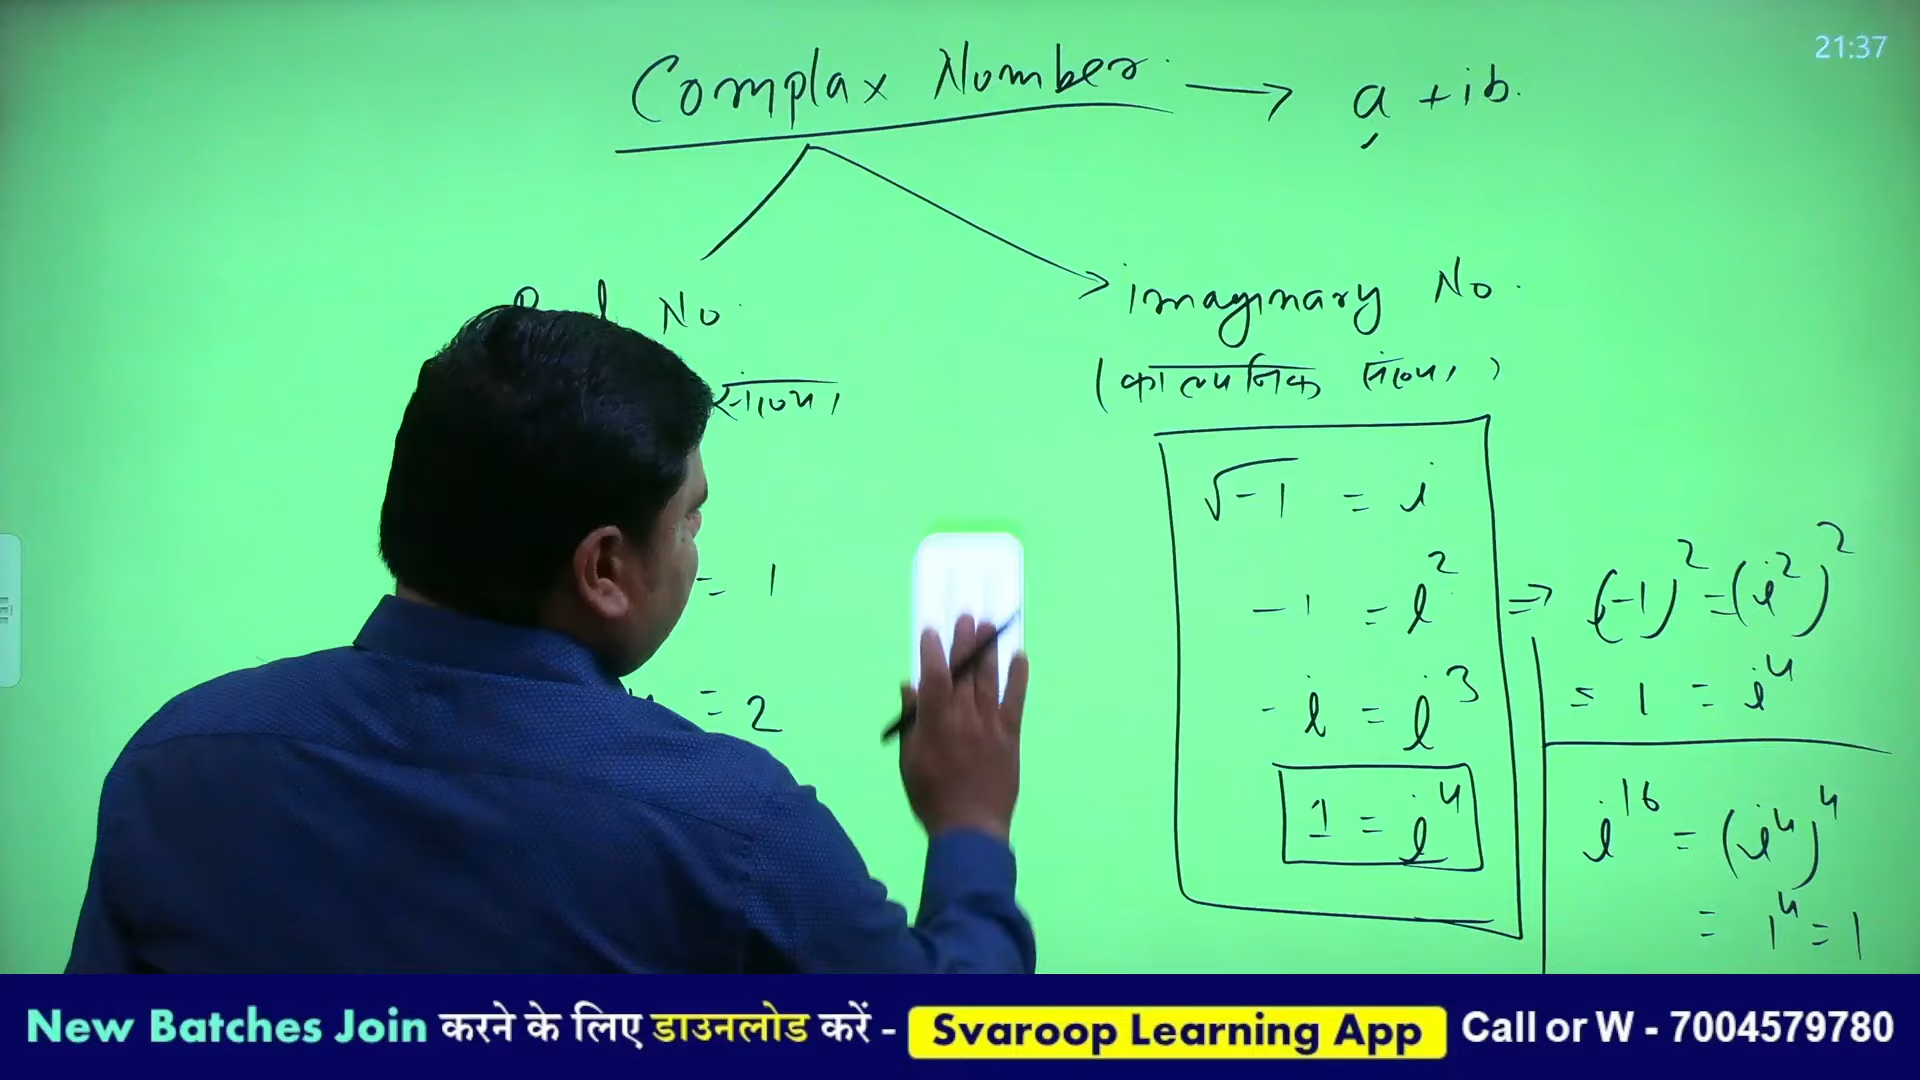 21:37
Complax Number → a + ib.
No.
imaginary No.
(काल्पनिक संख्या)
संख्या
√-1 = i
= 1
-1 = i² ⇒ (-1)² = (i²)²
= 1 = i⁴
-i = i³
= 2
1 = i⁴
i¹⁶ = (i⁴)⁴
= 1⁴ = 1
New Batches Join करने के लिए डाउनलोड करें - Svaroop Learning App Call or W - 7004579780